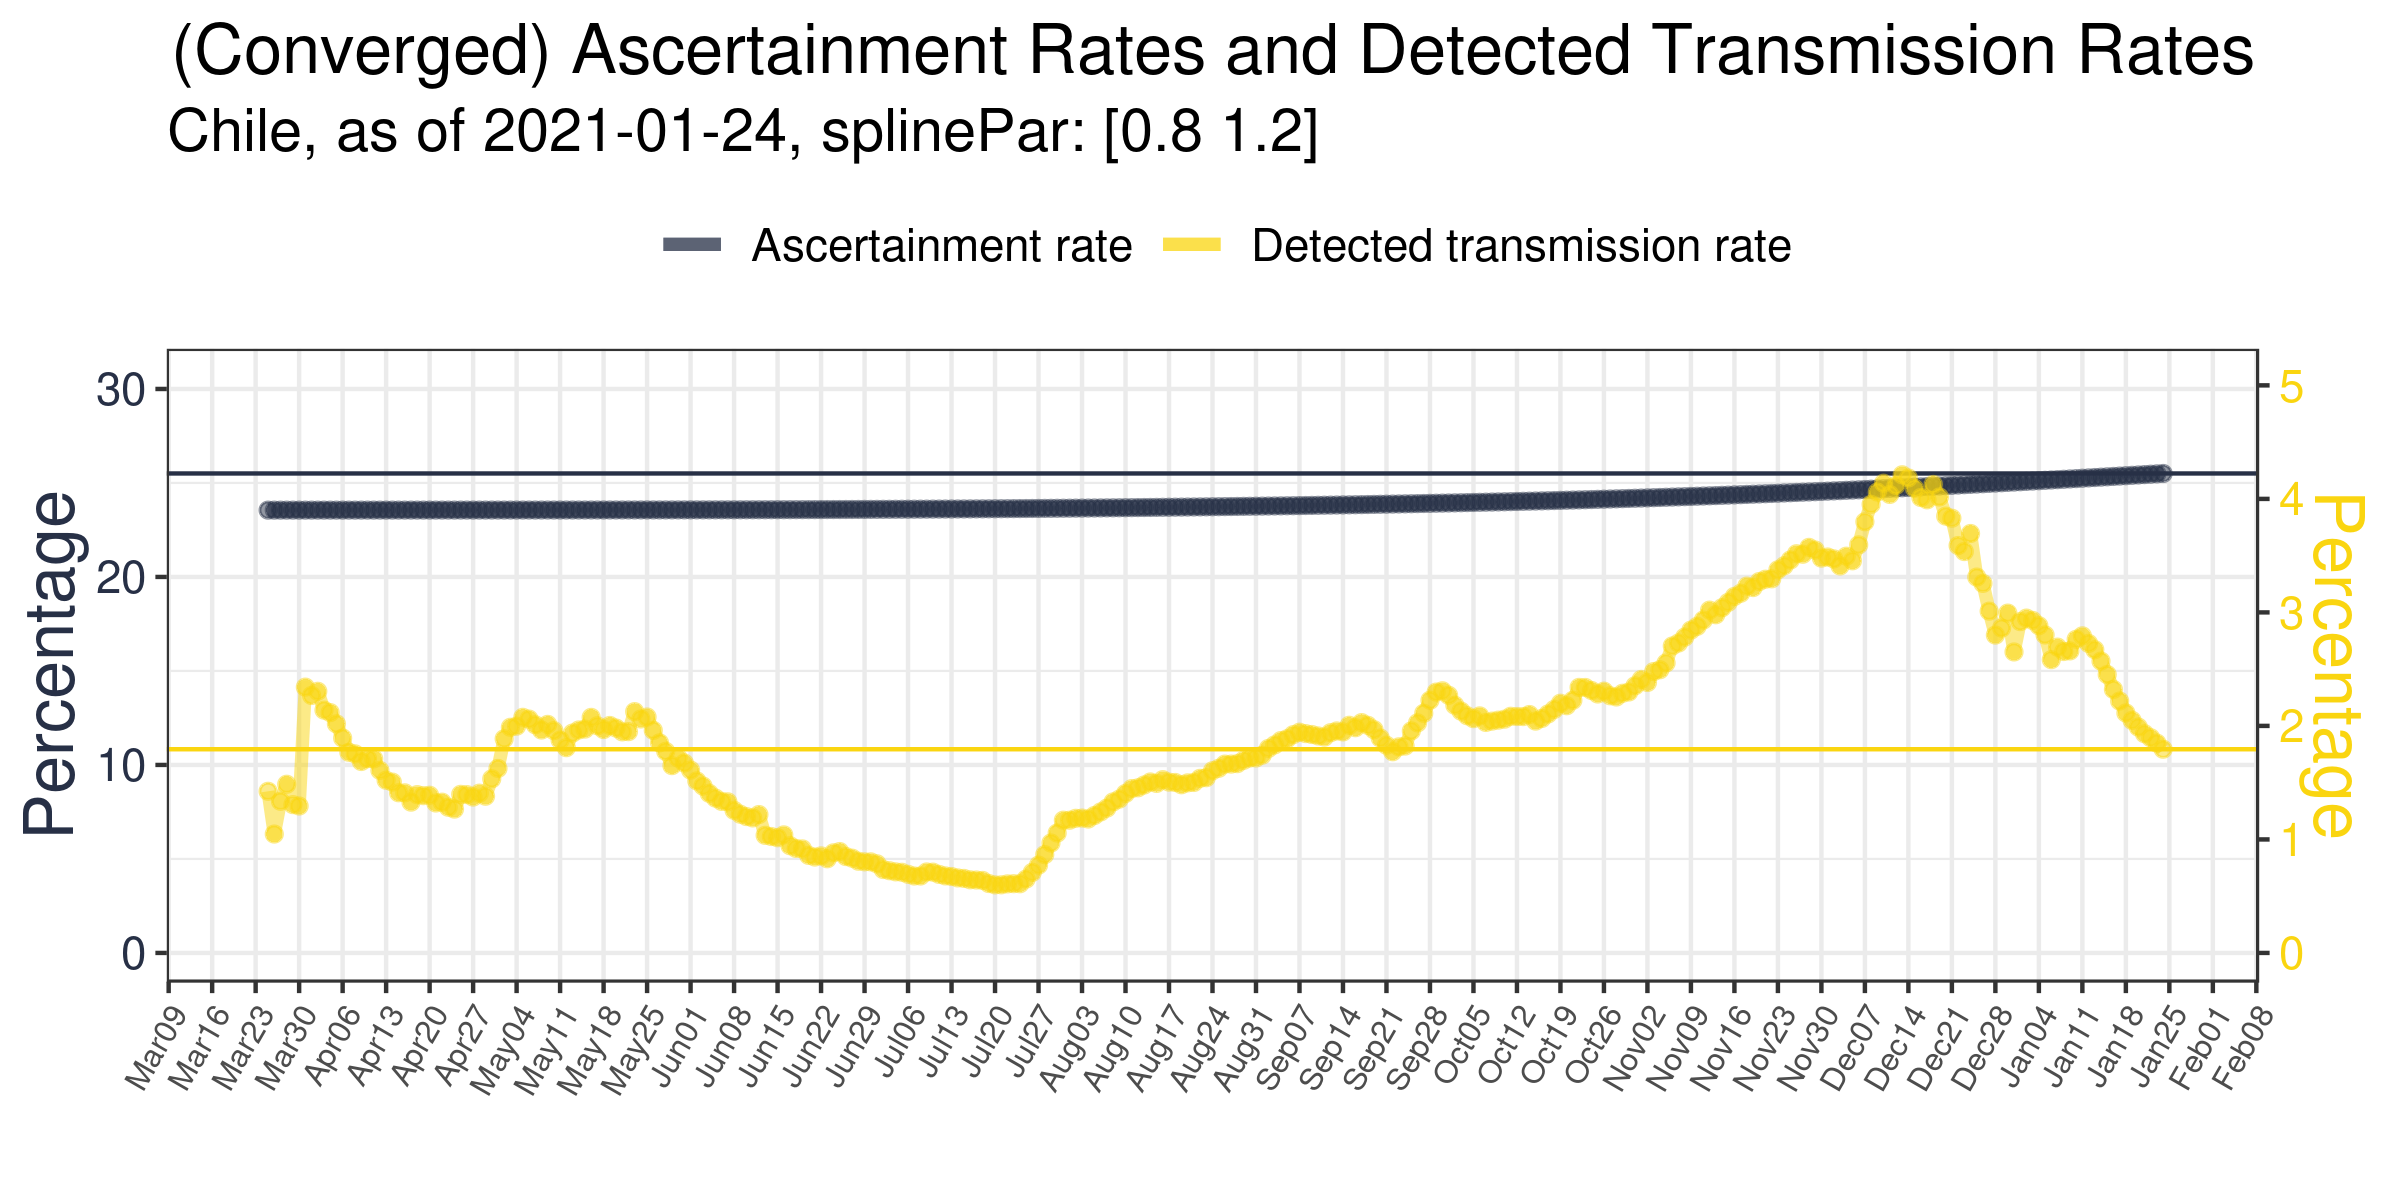 (Converged) Ascertainment Rates and Detected Transmission Rates
Chile, as of 2021-01-24, splinePar: [0.8 1.2]
Ascertainment rate
Detected transmission rate
Percentage
30
20
10
0
5
4
3
2
1
0
Percentage
Mar09
Mar16
Mar23
Mar30
Apr06
Apr13
Apr20
Apr27
May04
May11
May18
May25
Jun01
Jun08
Jun15
Jun22
Jun29
Jul06
Jul13
Jul20
Jul27
Aug03
Aug10
Aug17
Aug24
Aug31
Sep07
Sep14
Sep21
Sep28
Oct05
Oct12
Oct19
Oct26
Nov02
Nov09
Nov16
Nov23
Nov30
Dec07
Dec14
Dec21
Dec28
Jan04
Jan11
Jan18
Jan25
Feb01
Feb08